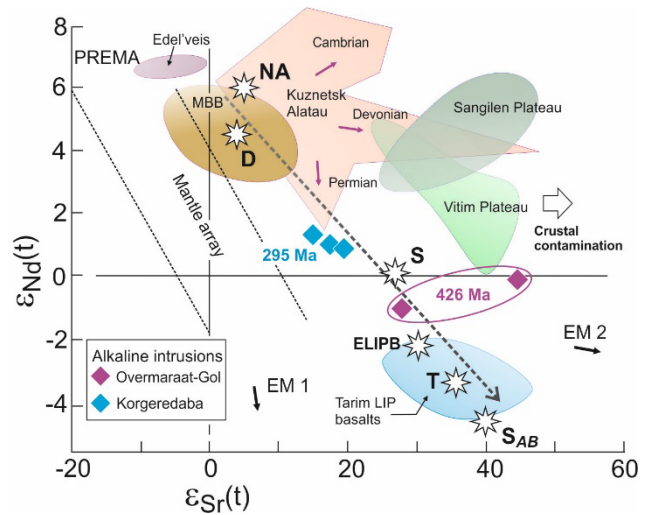 8
6
4
2
0
-2
-4
εNd(t)
Edel'veis
PREMA
NA
MBB
D
Cambrian
Kuznetsk
Alatau
Devonian
Permian
Sangilen Plateau
Vitim Plateau
Crustal
contamination
Mantle array
295 Ma
S
426 Ma
ELIPB
EM 2
T
Tarim LIP
basalts
SAB
EM 1
Alkaline intrusions
Overmaraat-Gol
Korgeredaba
-20 0 20 40 60
εSr(t)